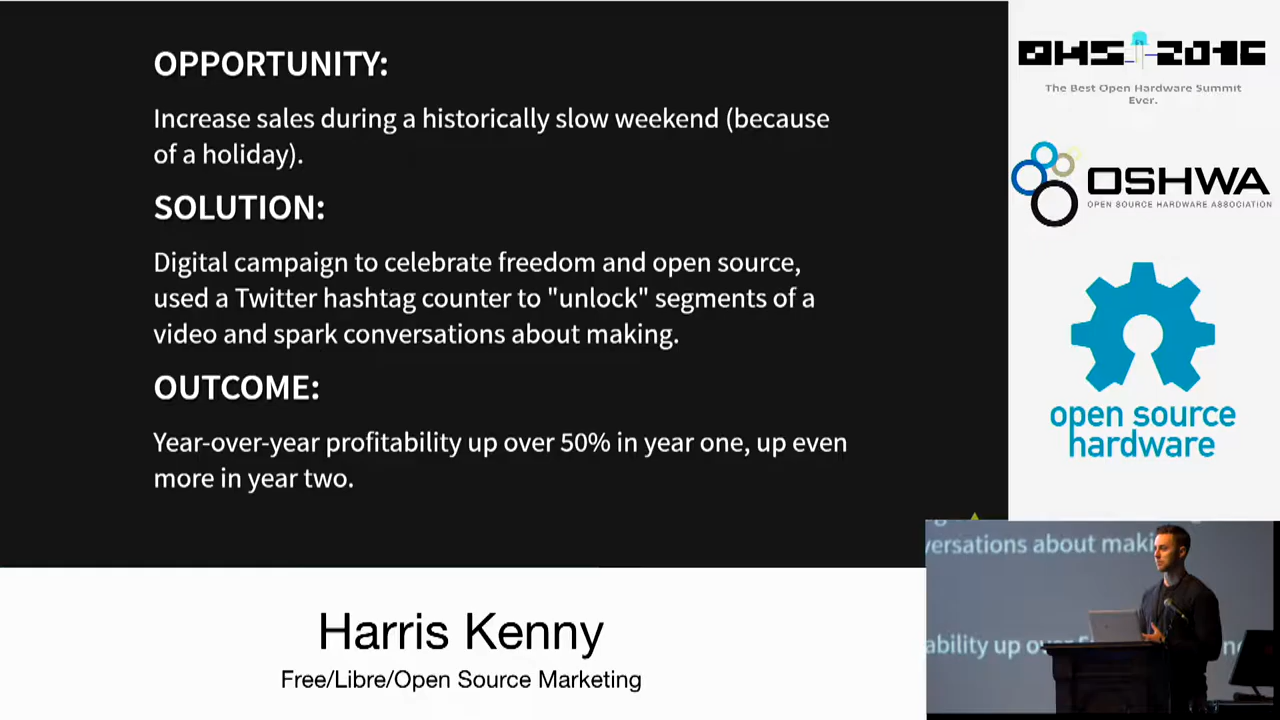 OPPORTUNITY:
Increase sales during a historically slow weekend (because
of a holiday).
SOLUTION:
Digital campaign to celebrate freedom and open source,
used a Twitter hashtag counter to "unlock" segments of a
video and spark conversations about making.
OUTCOME:
Year-over-year profitability up over 50% in year one, up even
more in year two.
OHS 2016
The Best Open Hardware Summit
Ever.
OSHWA
OPEN SOURCE HARDWARE ASSOCIATION
open source
hardware
versations about maki
ability up ov
Harris Kenny
Free/Libre/Open Source Marketing